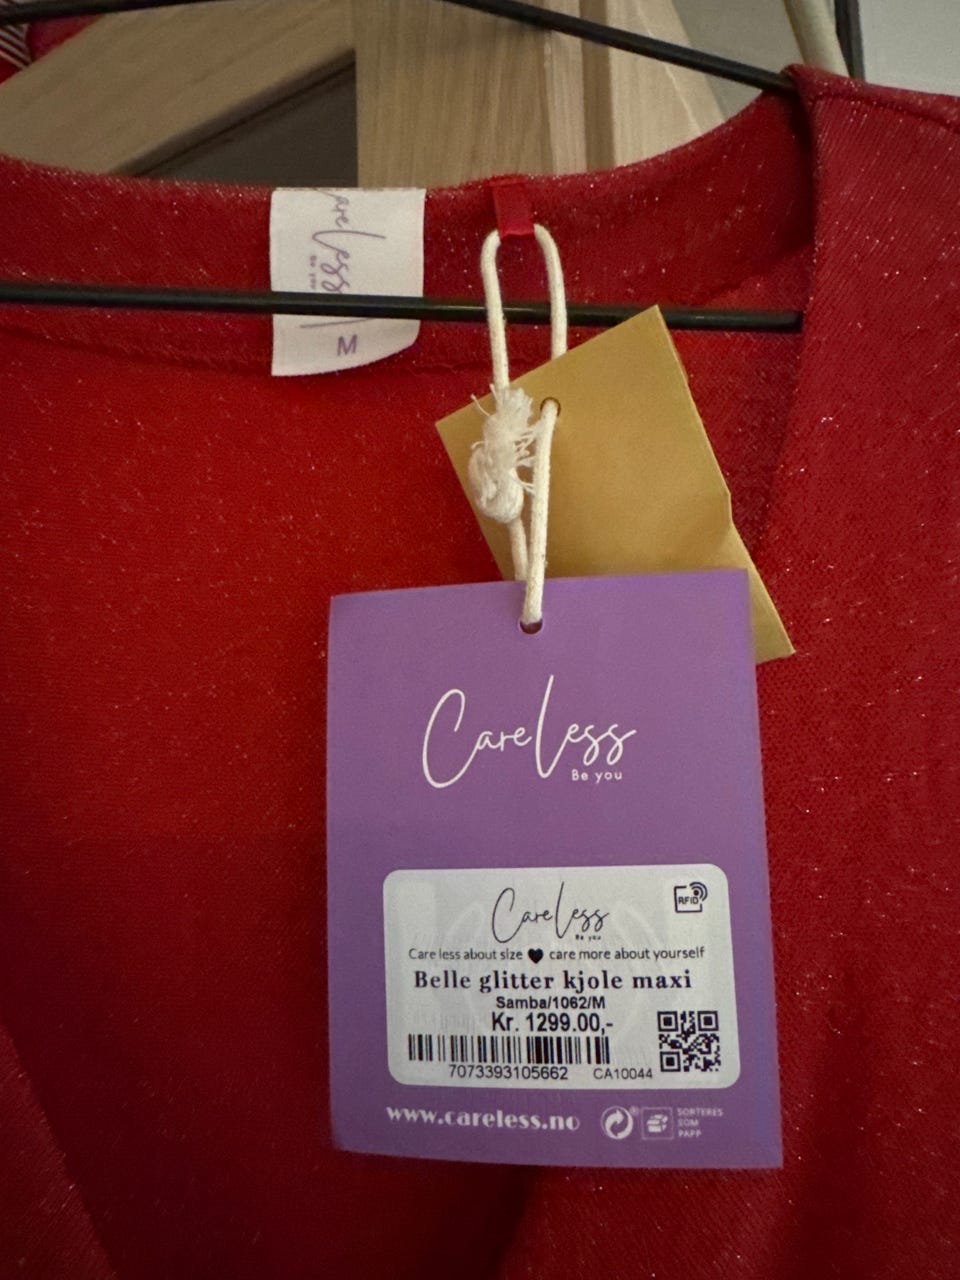 Careless
Be you
M
Careless
Be you
RFID
Careless
Be you
Care less about size care more about yourself
Belle glitter kjole maxi
Samba/1062/M
Kr. 1299.00,-
7073393105662 CA10044
www.careless.no
SORTERES
SOM
PAPP